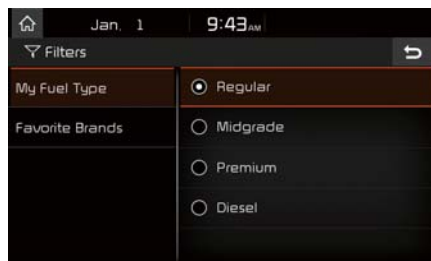 Jan. 1 9:43AM
Filters
My Fuel Type
Favorite Brands
Regular
Midgrade
Premium
Diesel